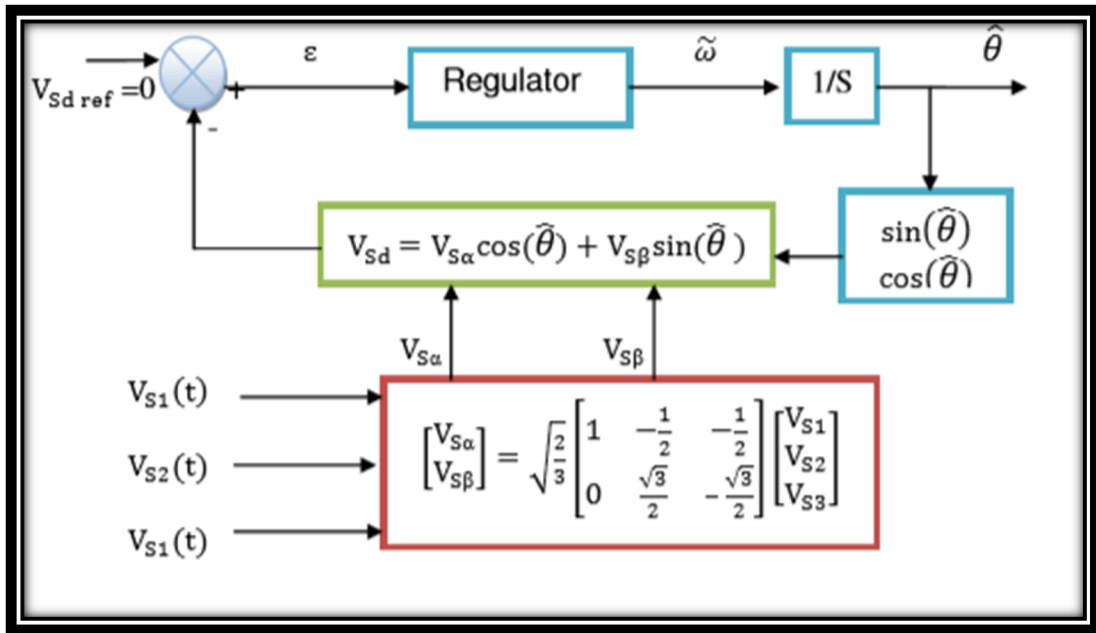 ε
ω̃
θ̂
V_Sd ref =0
+
-
Regulator
1/S
V_Sd = V_Sα cos(θ̂) + V_Sβ sin(θ̂ )
sin(θ̂)
cos(θ̂)
V_Sα
V_Sβ
V_S1(t)
V_S2(t)
V_S1(t)
[V_Sα V_Sβ] = √(2/3) [1 -1/2 -1/2; 0 √3/2 -√3/2] [V_S1 V_S2 V_S3]